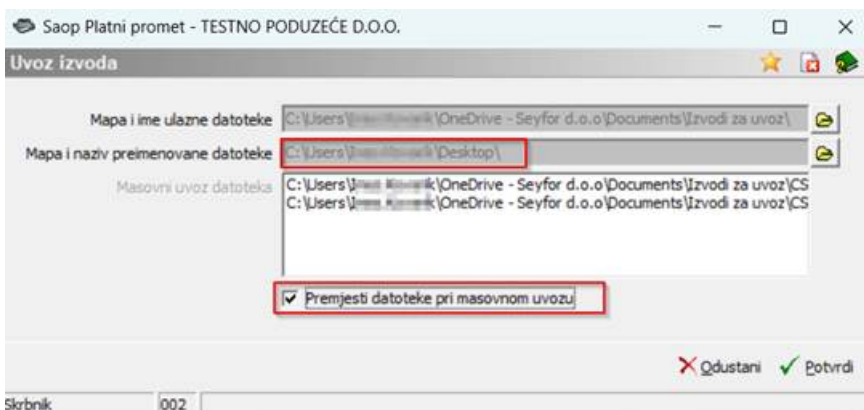 Saop Platni promet - TESTNO PODUZEĆE D.O.O.
Uvoz izvoda
Mapa i ime ulazne datoteke C:\Users\ \OneDrive - Seyfor d.o.o\Documents\Izvodi za uvoz\
Mapa i naziv preimenovane datoteke C:\Users\ \Desktop\
Masovni uvoz datoteka C:\Users\ \OneDrive - Seyfor d.o.o\Documents\Izvodi za uvoz\CS
C:\Users\ \OneDrive - Seyfor d.o.o\Documents\Izvodi za uvoz\CS
Premjesti datoteke pri masovnom uvozu
Odustani Potvrdi
Skrbnik 002